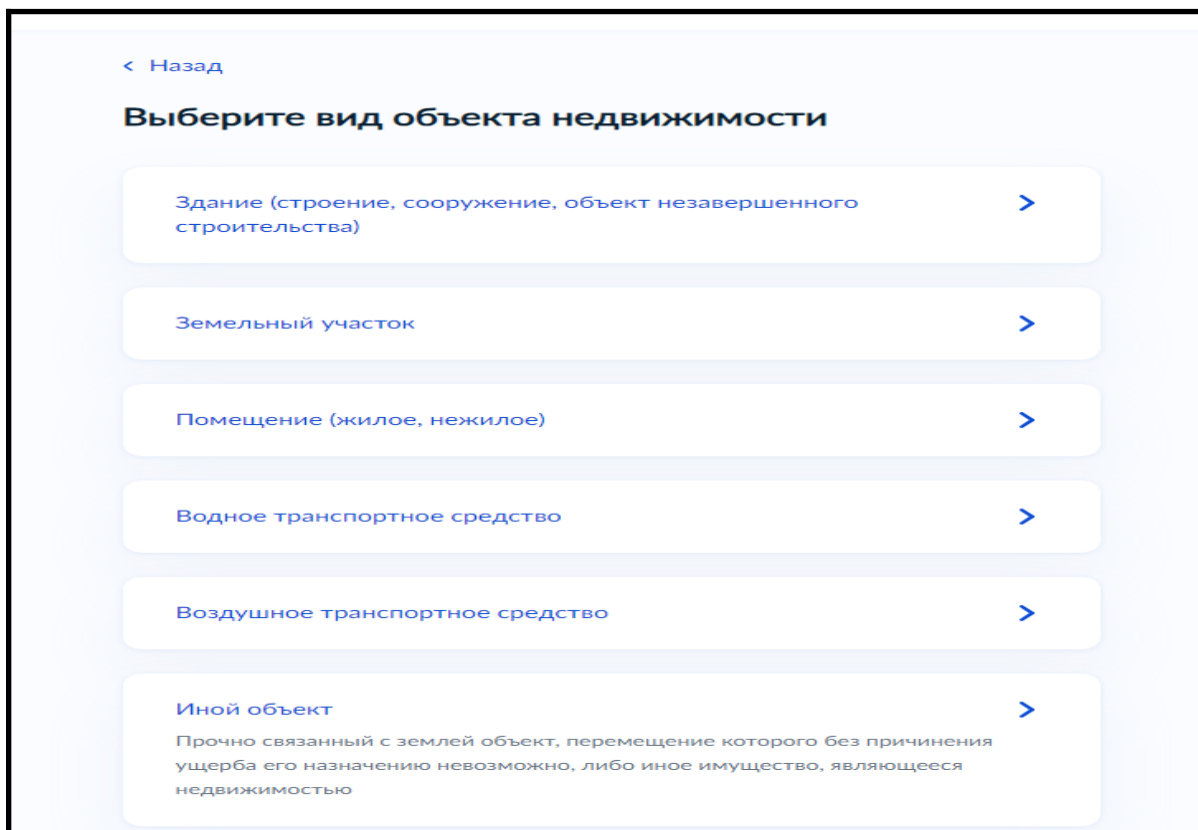 Назад
Выберите вид объекта недвижимости
Здание (строение, сооружение, объект незавершенного
строительства)
Земельный участок
Помещение (жилое, нежилое)
Водное транспортное средство
Воздушное транспортное средство
Иной объект
Прочно связанный с землей объект, перемещение которого без причинения
ущерба его назначению невозможно, либо иное имущество, являющееся
недвижимостью